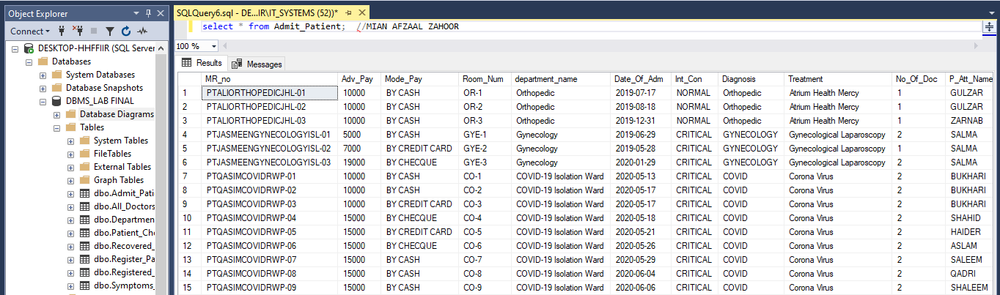 Object Explorer
Connect
DESKTOP-HHFFIIR (SQL Server
Databases
System Databases
Database Snapshots
DBMS_LAB FINAL
Database Diagrams
Tables
System Tables
FileTables
External Tables
Graph Tables
dbo.Admit_Patie
dbo.All_Doctors
dbo.Departmen
dbo.Patient_Che
dbo.Recovered_
dbo.Register_Pa
dbo.Registered_
dbo.Symptoms_
SQLQuery6.sql - DE...IR\IT_SYSTEMS (52))*
select * from Admit_Patient; //MIAN AFZAAL ZAHOOR
100 %
Results Messages
MR_no Adv_Pay Mode_Pay Room_Num department_name Date_Of_Adm Int_Con Diagnosis Treatment No_Of_Doc P_Att_Name
1 PTALIORTHOPEDICJHL-01 10000 BY CASH OR-1 Orthopedic 2019-07-17 NORMAL Orthopedic Atrium Health Mercy 1 GULZAR
2 PTALIORTHOPEDICJHL-02 10000 BY CASH OR-2 Orthopedic 2019-08-18 NORMAL Orthopedic Atrium Health Mercy 1 GULZAR
3 PTALIORTHOPEDICJHL-03 10000 BY CASH OR-3 Orthopedic 2019-12-31 NORMAL Orthopedic Atrium Health Mercy 1 ZARNAB
4 PTJASMEENGYNECOLOGYISL-01 5000 BY CASH GYE-1 Gynecology 2019-06-29 CRITICAL GYNECOLOGY Gynecological Laparoscopy 2 SALMA
5 PTJASMEENGYNECOLOGYISL-02 7000 BY CREDIT CARD GYE-2 Gynecology 2019-05-28 CRITICAL GYNECOLOGY Gynecological Laparoscopy 1 SALMA
6 PTJASMEENGYNECOLOGYISL-03 19000 BY CHECQUE GYE-3 Gynecology 2020-01-29 CRITICAL GYNECOLOGY Gynecological Laparoscopy 2 SALMA
7 PTQASIMCOVIDRWP-01 10000 BY CASH CO-1 COVID-19 Isolation Ward 2020-05-13 CRITICAL COVID Corona Virus 2 BUKHARI
8 PTQASIMCOVIDRWP-02 10000 BY CASH CO-2 COVID-19 Isolation Ward 2020-05-17 CRITICAL COVID Corona Virus 2 BUKHARI
9 PTQASIMCOVIDRWP-03 10000 BY CREDIT CARD CO-3 COVID-19 Isolation Ward 2020-05-17 CRITICAL COVID Corona Virus 2 BUKHARI
10 PTQASIMCOVIDRWP-04 15000 BY CHECQUE CO-4 COVID-19 Isolation Ward 2020-05-18 CRITICAL COVID Corona Virus 2 SHAHID
11 PTQASIMCOVIDRWP-05 15000 BY CREDIT CARD CO-5 COVID-19 Isolation Ward 2020-05-21 CRITICAL COVID Corona Virus 2 HAIDER
12 PTQASIMCOVIDRWP-06 15000 BY CHECQUE CO-6 COVID-19 Isolation Ward 2020-05-26 CRITICAL COVID Corona Virus 2 ASLAM
13 PTQASIMCOVIDRWP-07 15000 BY CASH CO-7 COVID-19 Isolation Ward 2020-05-29 CRITICAL COVID Corona Virus 2 SALEEM
14 PTQASIMCOVIDRWP-08 15000 BY CASH CO-8 COVID-19 Isolation Ward 2020-06-04 CRITICAL COVID Corona Virus 2 QADRI
15 PTQASIMCOVIDRWP-09 15000 BY CASH CO-9 COVID-19 Isolation Ward 2020-06-06 CRITICAL COVID Corona Virus 2 SHALEEM